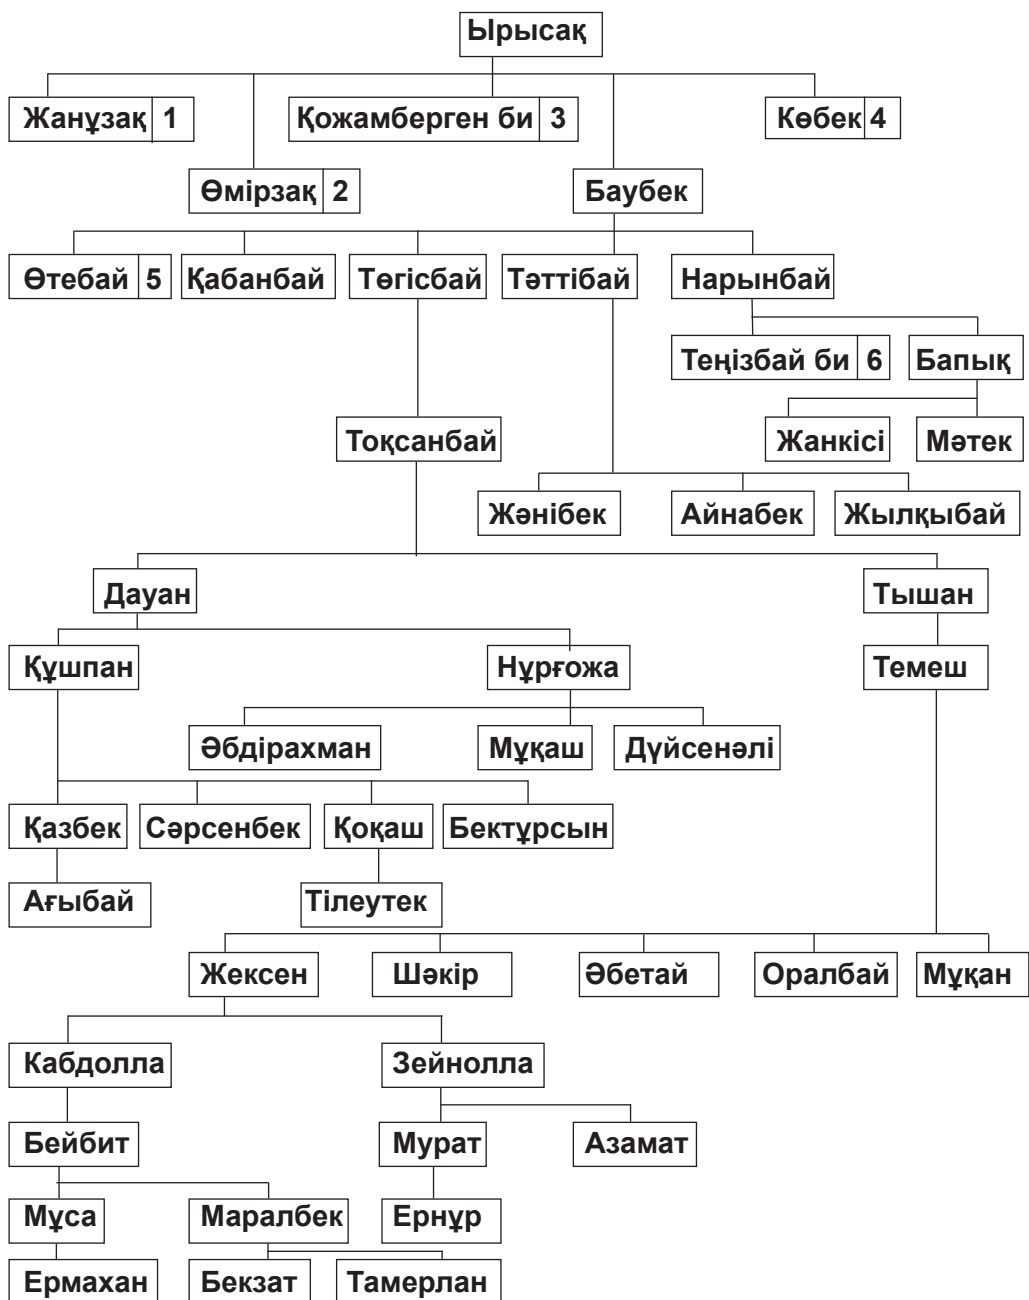 Ырысақ
Жанұзақ 1 Қожамберген би 3 Көбек 4
Өмірзақ 2 Баубек
Өтебай 5 Қабанбай Төгісбай Тәттібай Нарынбай
Теңізбай би 6 Бапық
Тоқсанбай Жанкісі Мәтек
Жәнібек Айнабек Жылқыбай
Дауан Тышан
Құшпан Нұрғожа Темеш
Әбдірахман Мұқаш Дүйсенәлі
Қазбек Сәрсенбек Қоқаш Бектұрсын
Ағыбай Тілеутек
Жексен Шәкір Әбетай Оралбай Мұқан
Кабдолла Зейнолла
Бейбит Мурат Азамат
Мұса Маралбек Ернұр
Ермахан Бекзат Тамерлан